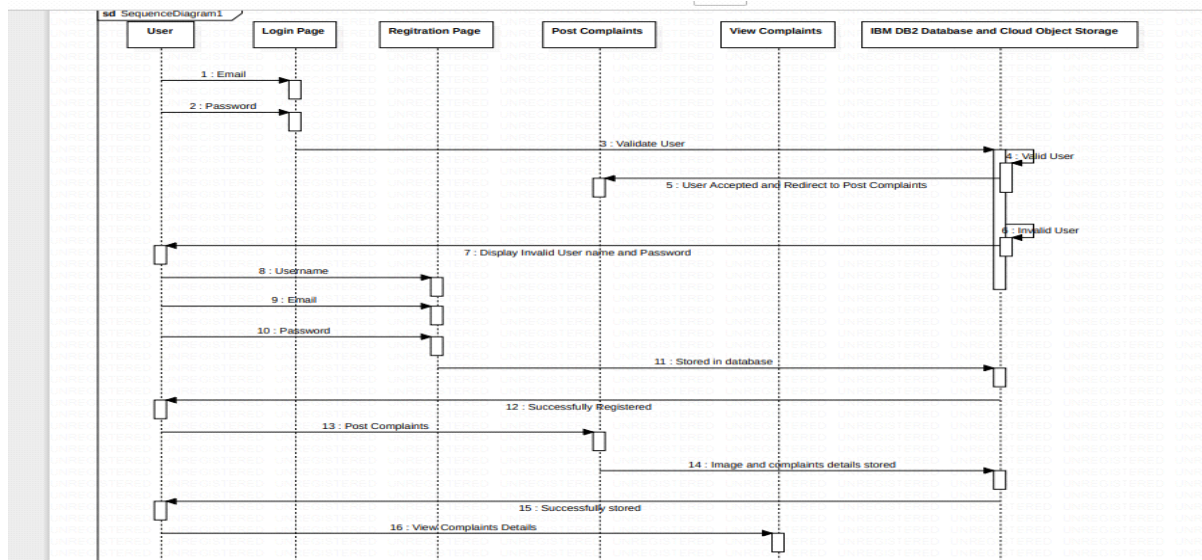 sd SequenceDiagram1
User
Login Page
Regitration Page
Post Complaints
View Complaints
IBM DB2 Database and Cloud Object Storage
1 : Email
2 : Password
3 : Validate User
4 : Valid User
5 : User Accepted and Redirect to Post Complaints
6 : Invalid User
7 : Display Invalid User name and Password
8 : Username
9 : Email
10 : Password
11 : Stored in database
12 : Successfully Registered
13 : Post Complaints
14 : Image and complaints details stored
15 : Successfully stored
16 : View Complaints Details